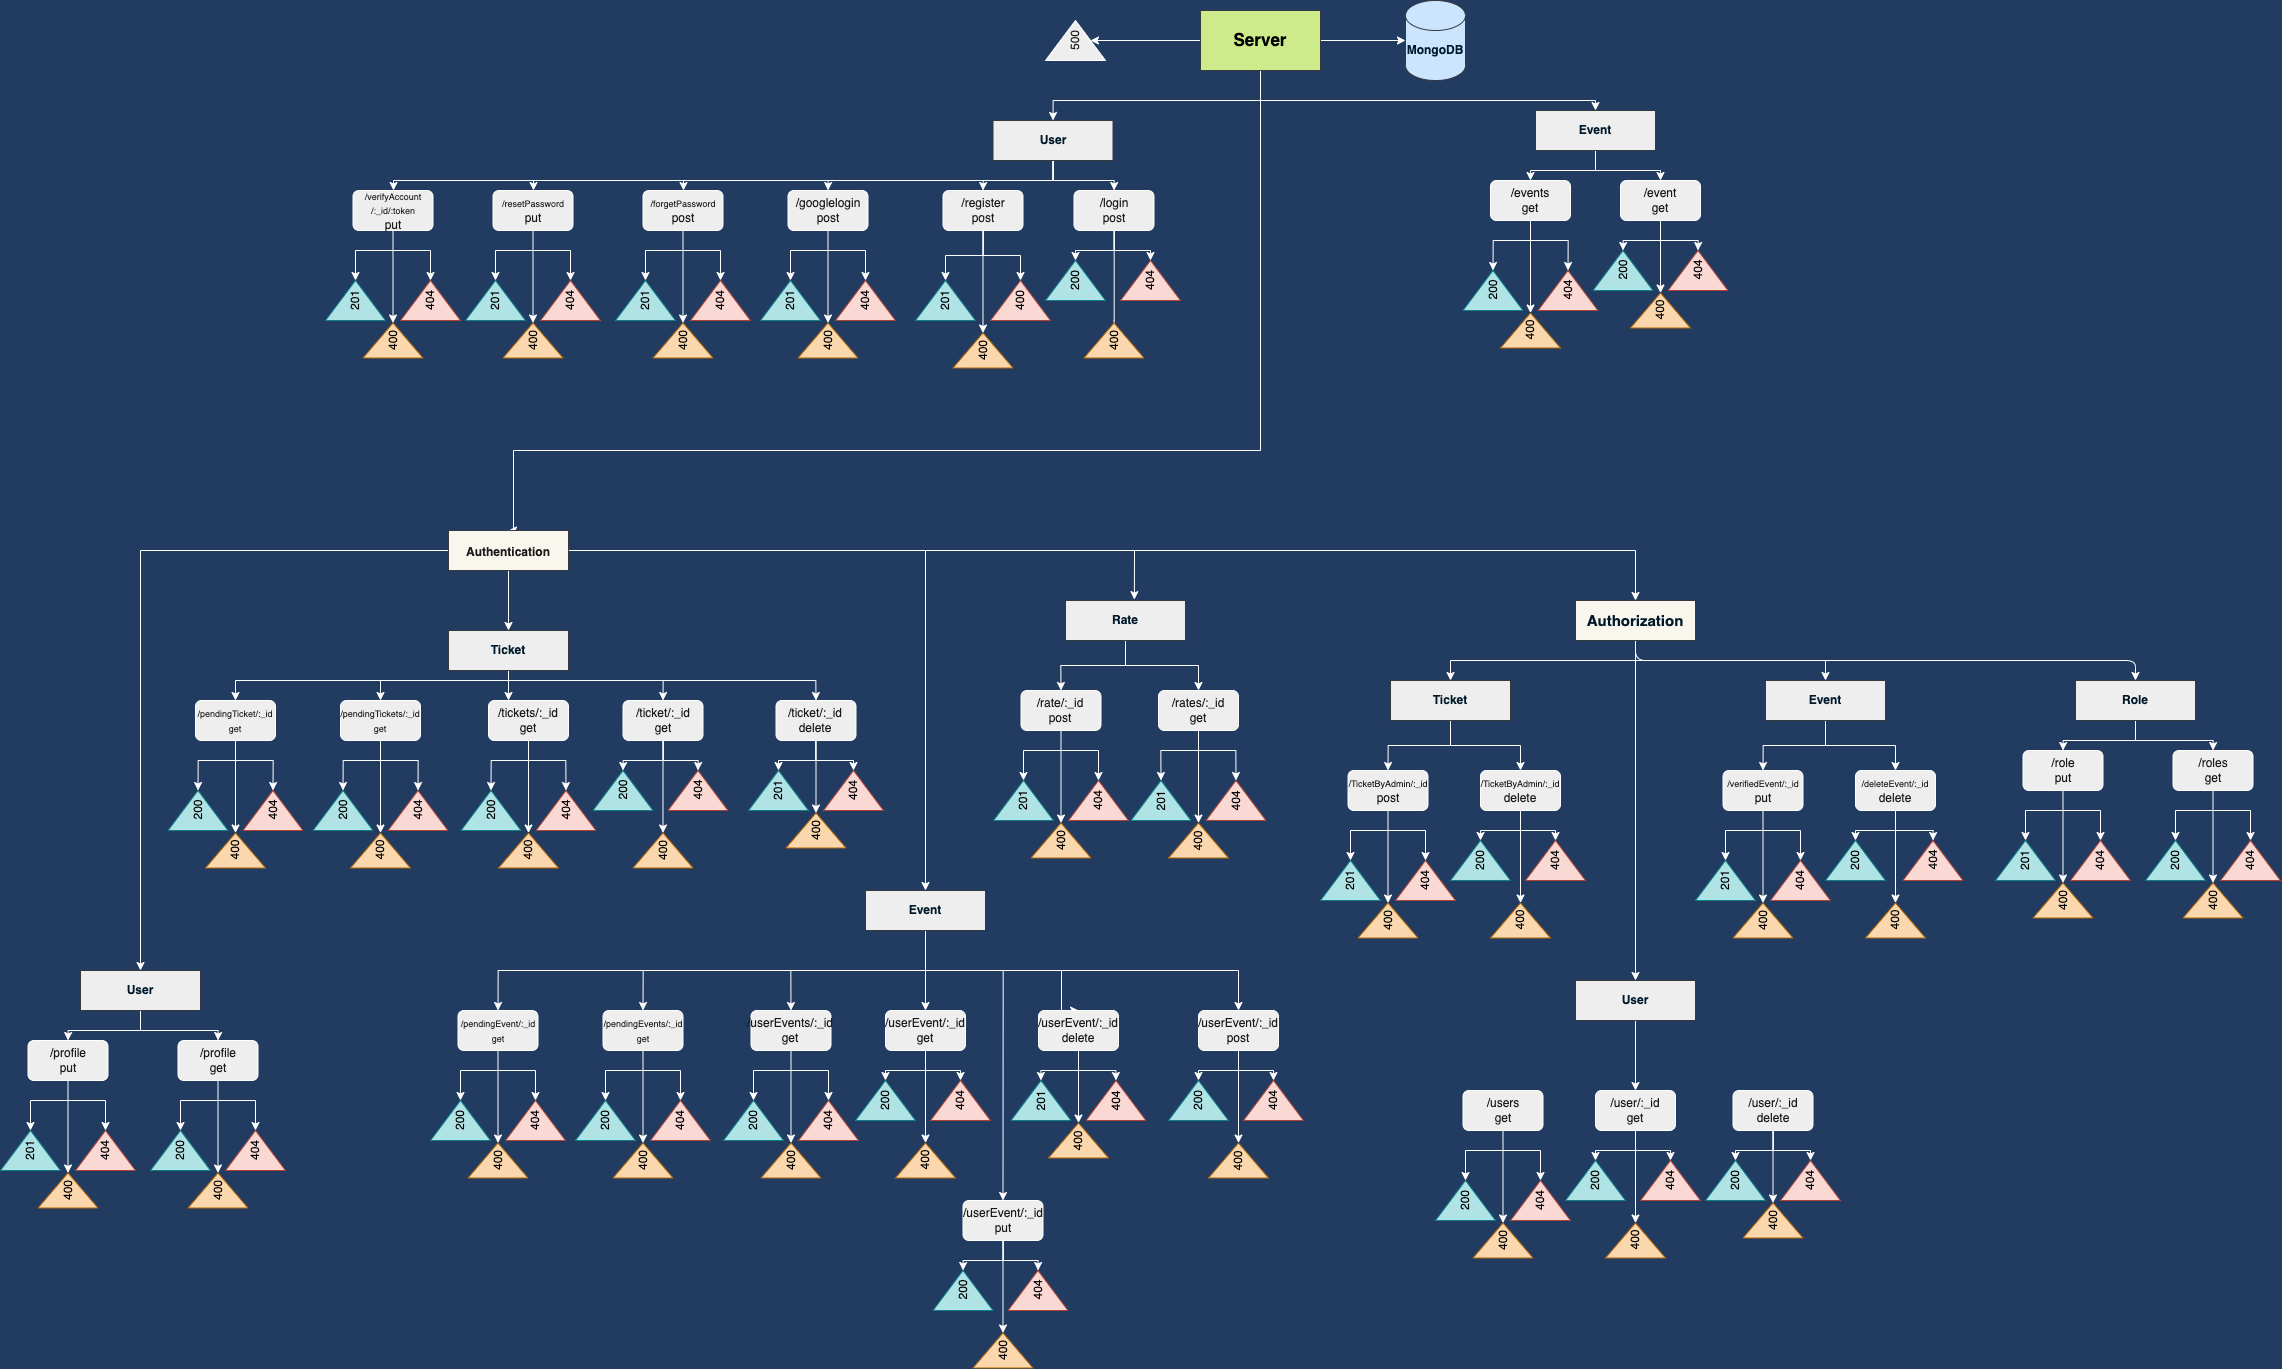 500
Server
MongoDB
User
Event
/verifyAccount
/:_id/:token
put
/resetPassword
put
/forgetPassword
post
/googlelogin
post
/register
post
/login
post
/events
get
/event
get
201
404
400
201
404
400
201
404
400
201
404
400
201
400
400
200
404
400
200
404
400
200
404
400
Authentication
Ticket
Rate
Authorization
/pendingTicket/:_id
get
/pendingTickets/:_id
get
/tickets/:_id
get
/ticket/:_id
get
/ticket/:_id
delete
200
404
400
200
404
400
200
404
400
200
404
400
201
404
400
/rate/:_id
post
/rates/:_id
get
201
404
400
201
404
400
Ticket
Event
Role
/TicketByAdmin/:_id
post
/TicketByAdmin/:_id
delete
/verifiedEvent/:_id
put
/deleteEvent/:_id
delete
/role
put
/roles
get
201
404
400
200
404
400
201
404
400
200
404
400
201
404
400
200
404
400
User
/profile
put
/profile
get
201
404
400
200
404
400
Event
/pendingEvent/:_id
get
/pendingEvents/:_id
get
/userEvents/:_id
get
/userEvent/:_id
get
/userEvent/:_id
delete
/userEvent/:_id
post
200
404
400
200
404
400
200
404
400
200
404
400
201
404
400
200
404
400
/userEvent/:_id
put
200
404
400
User
/users
get
/user/:_id
get
/user/:_id
delete
200
404
400
200
404
400
200
404
400